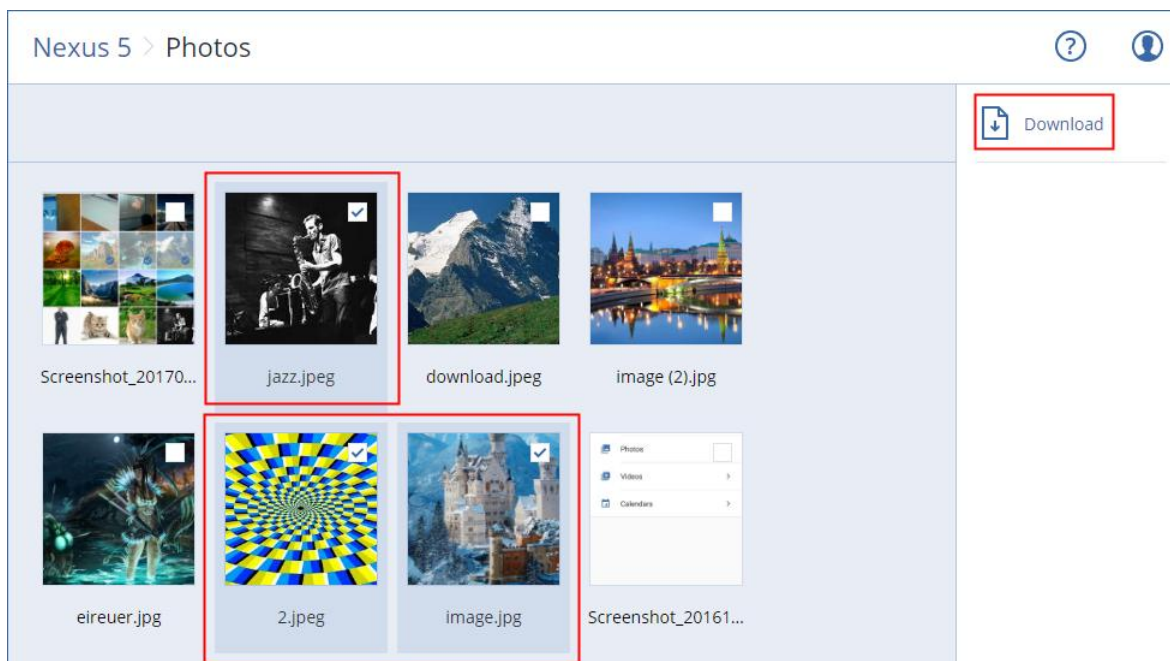 Nexus 5 > Photos
?
Download
Screenshot_20170... jazz.jpeg download.jpeg image (2).jpg
Photos
Videos
Calendars
eireuer.jpg 2.jpeg image.jpg Screenshot_20161...